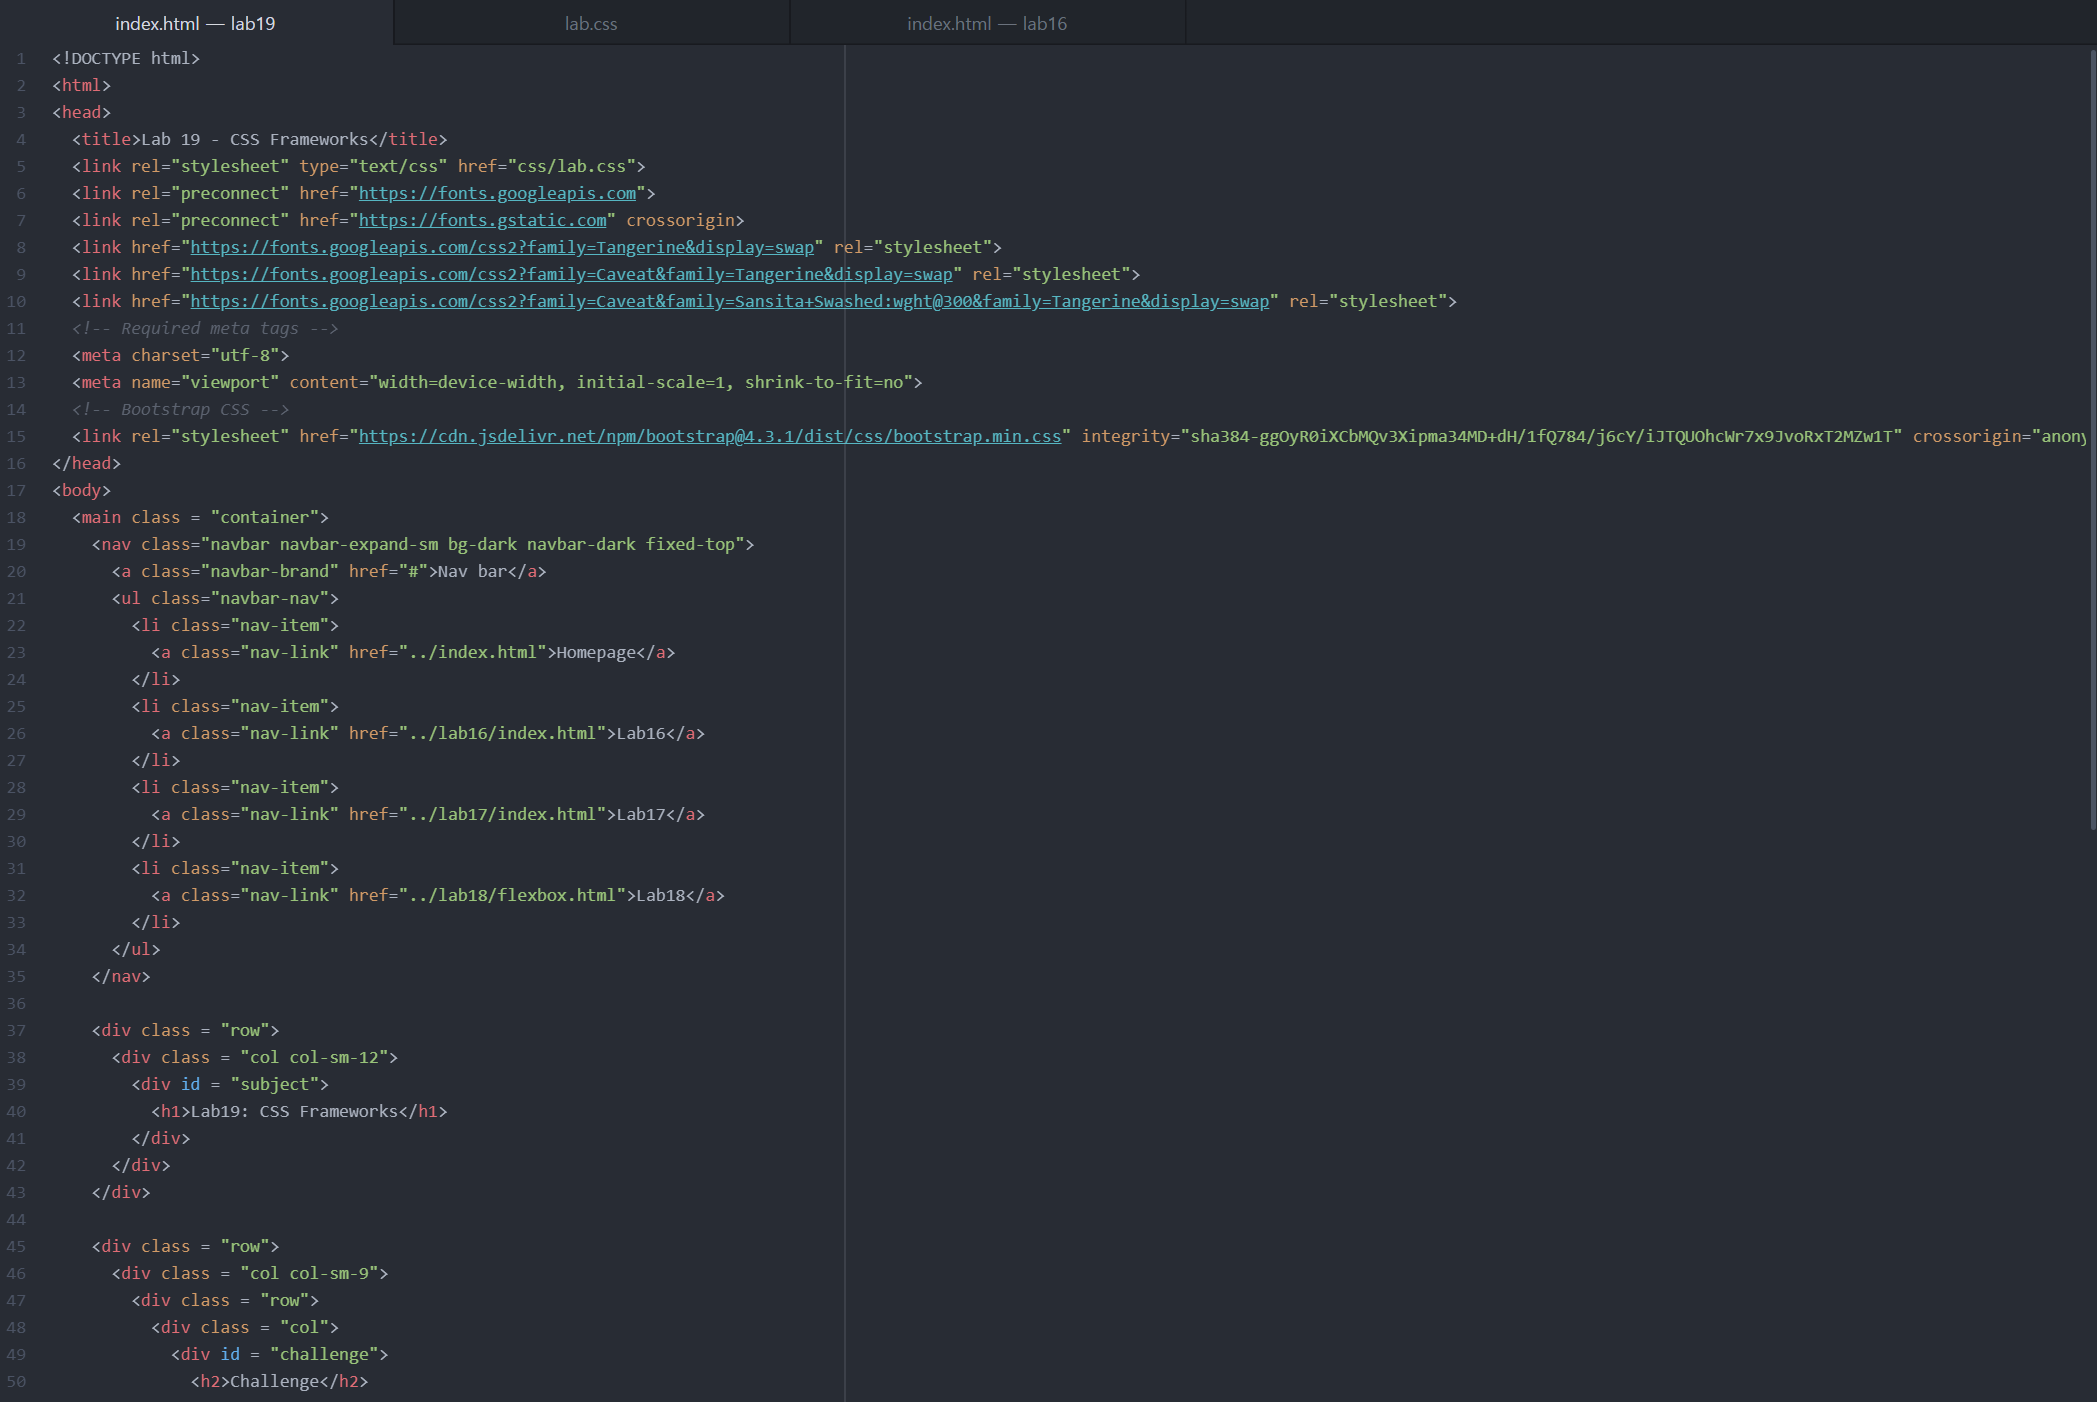 index.html — lab19
lab.css
index.html — lab16
1 <!DOCTYPE html>
2 <html>
3 <head>
4   <title>Lab 19 - CSS Frameworks</title>
5   <link rel="stylesheet" type="text/css" href="css/lab.css">
6   <link rel="preconnect" href="https://fonts.googleapis.com">
7   <link rel="preconnect" href="https://fonts.gstatic.com" crossorigin>
8   <link href="https://fonts.googleapis.com/css2?family=Tangerine&display=swap" rel="stylesheet">
9   <link href="https://fonts.googleapis.com/css2?family=Caveat&family=Tangerine&display=swap" rel="stylesheet">
10   <link href="https://fonts.googleapis.com/css2?family=Caveat&family=Sansita+Swashed:wght@300&family=Tangerine&display=swap" rel="stylesheet">
11   <!-- Required meta tags -->
12   <meta charset="utf-8">
13   <meta name="viewport" content="width=device-width, initial-scale=1, shrink-to-fit=no">
14   <!-- Bootstrap CSS -->
15   <link rel="stylesheet" href="https://cdn.jsdelivr.net/npm/bootstrap@4.3.1/dist/css/bootstrap.min.css" integrity="sha384-ggOyR0iXCbMQv3Xipma34MD+dH/1fQ784/j6cY/iJTQUOhcWr7x9JvoRxT2MZw1T" crossorigin="anony
16 </head>
17 <body>
18   <main class = "container">
19     <nav class="navbar navbar-expand-sm bg-dark navbar-dark fixed-top">
20       <a class="navbar-brand" href="#">Nav bar</a>
21       <ul class="navbar-nav">
22         <li class="nav-item">
23           <a class="nav-link" href="../index.html">Homepage</a>
24         </li>
25         <li class="nav-item">
26           <a class="nav-link" href="../lab16/index.html">Lab16</a>
27         </li>
28         <li class="nav-item">
29           <a class="nav-link" href="../lab17/index.html">Lab17</a>
30         </li>
31         <li class="nav-item">
32           <a class="nav-link" href="../lab18/flexbox.html">Lab18</a>
33         </li>
34       </ul>
35     </nav>
36
37     <div class = "row">
38       <div class = "col col-sm-12">
39         <div id = "subject">
40           <h1>Lab19: CSS Frameworks</h1>
41         </div>
42       </div>
43     </div>
44
45     <div class = "row">
46       <div class = "col col-sm-9">
47         <div class = "row">
48           <div class = "col">
49             <div id = "challenge">
50               <h2>Challenge</h2>